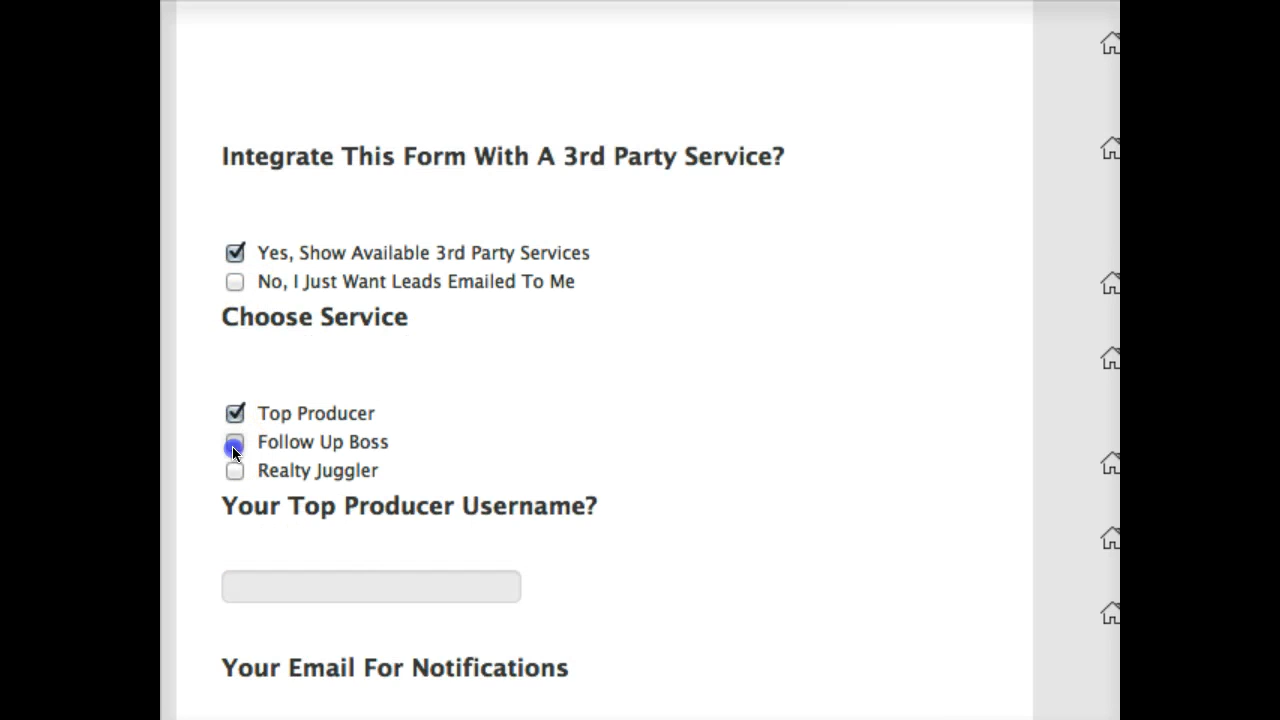 Integrate This Form With A 3rd Party Service?
Yes, Show Available 3rd Party Services
No, I Just Want Leads Emailed To Me
Choose Service
Top Producer
Follow Up Boss
Realty Juggler
Your Top Producer Username?
Your Email For Notifications